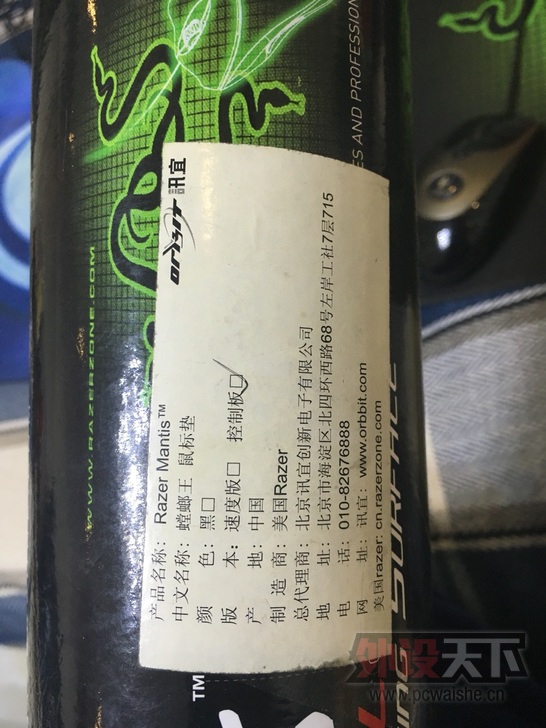 orbbit 訊宜
产品名称: Razer Mantis™
中文名称: 螳螂王 鼠标垫
颜 色: 黑□
版 本: 速度版□ 控制板□
产 地: 中国
制 造 商: 美国Razer
总代理商: 北京讯宜创新电子有限公司
地 址: 北京市海淀区北四环西路68号左岸工社7层715
电 话: 010-82676888
网 址: 讯宜: www.orbbit.com
美国razer: cn.razerzone.com
WWW.RAZERZONE.COM
ES AND PROFESSION
SURFACE
TM
外设天下
www.pcwaishe.cn